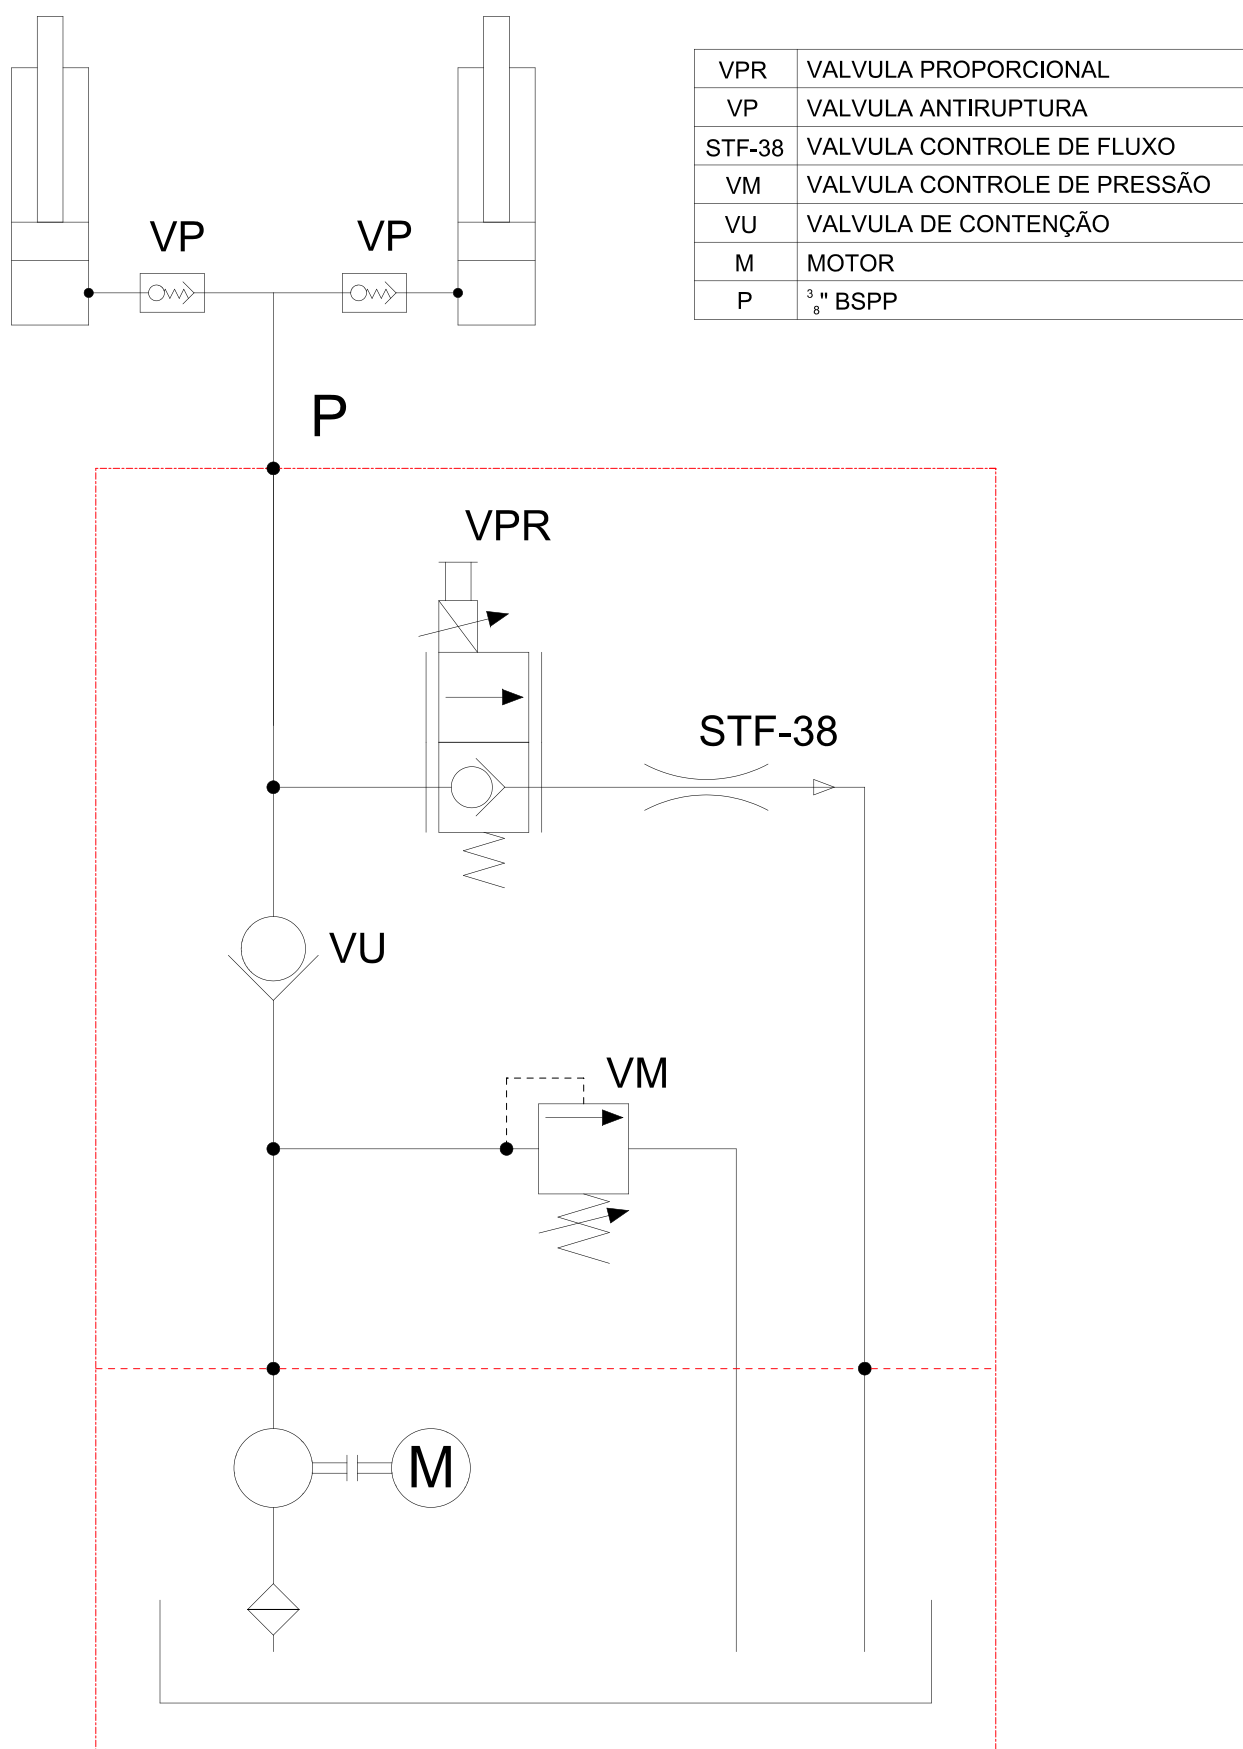 VPR VALVULA PROPORCIONAL
VP VALVULA ANTIRUPTURA
STF-38 VALVULA CONTROLE DE FLUXO
VM VALVULA CONTROLE DE PRESSÃO
VU VALVULA DE CONTENÇÃO
M MOTOR
P 3/8" BSPP
VP VP
P
VPR
STF-38
VU
VM
M